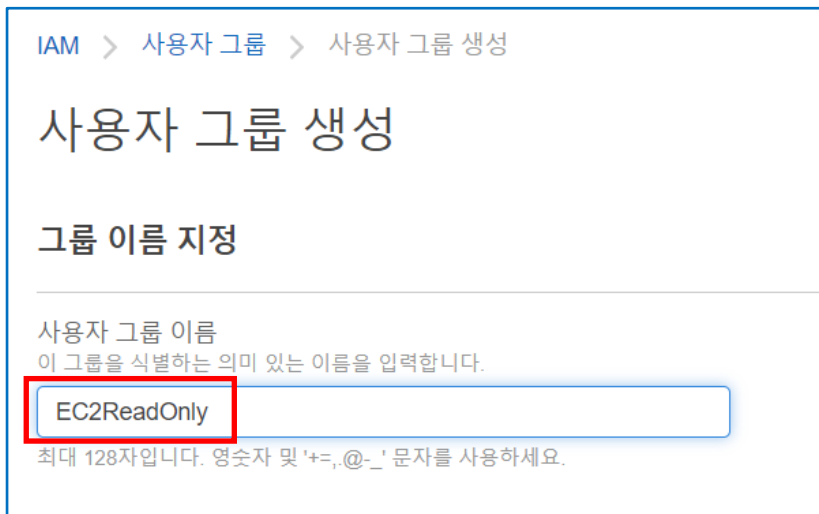 IAM > 사용자 그룹 > 사용자 그룹 생성
사용자 그룹 생성
그룹 이름 지정
사용자 그룹 이름
이 그룹을 식별하는 의미 있는 이름을 입력합니다.
EC2ReadOnly
최대 128자입니다. 영숫자 및 '+=,.@-_' 문자를 사용하세요.